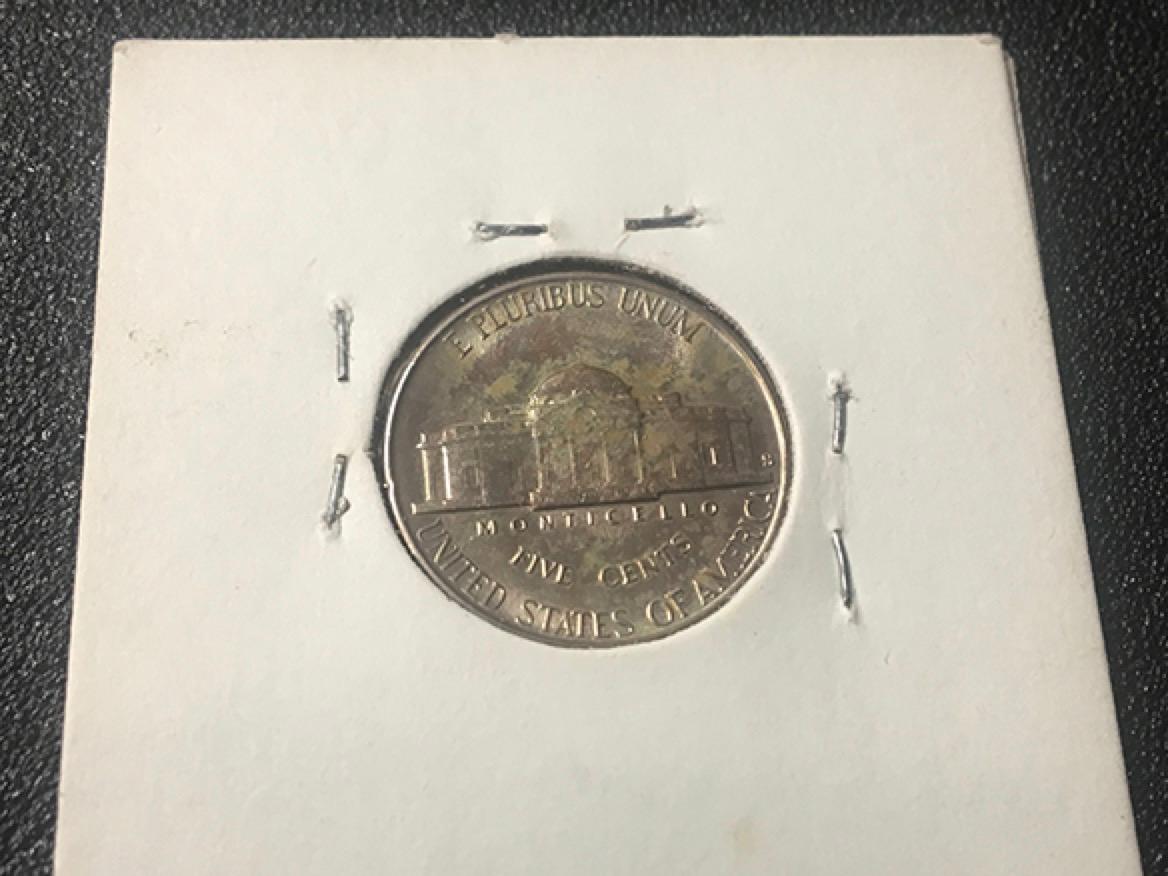 E PLURIBUS UNUM
S
MONTICELLO
FIVE CENTS
UNITED STATES OF AMERICA